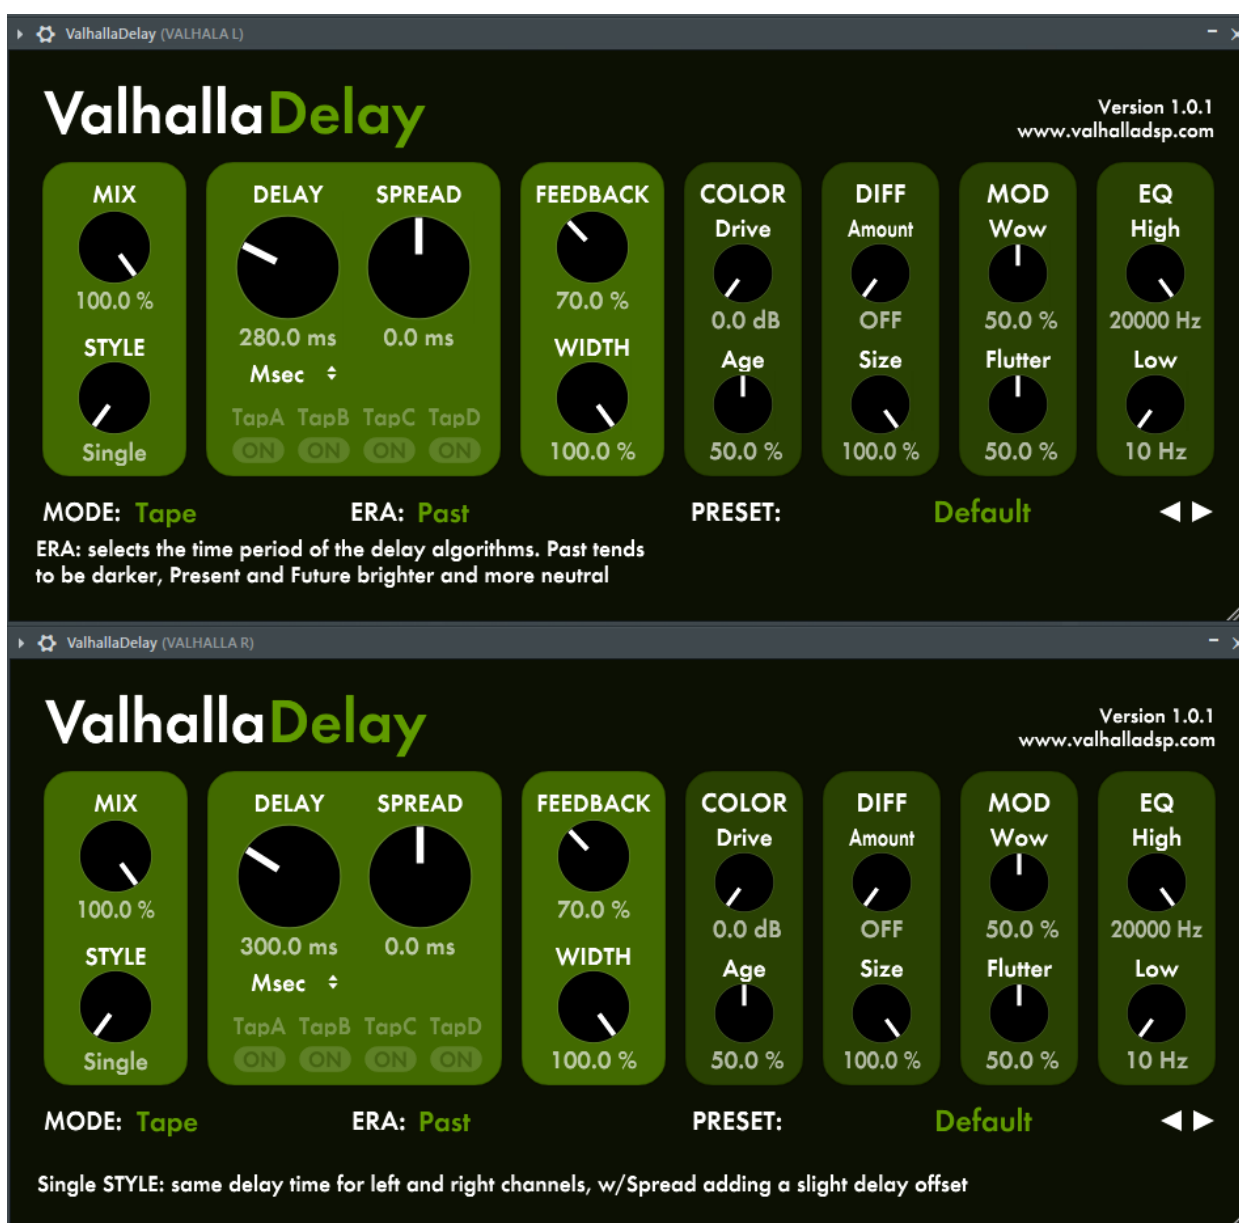 ValhallaDelay (VALHALA L)
ValhallaDelay
Version 1.0.1
www.valhalladsp.com
MIX DELAY SPREAD FEEDBACK COLOR DIFF MOD EQ
Drive Amount Wow High
100.0 % 280.0 ms 0.0 ms 70.0 % 0.0 dB OFF 50.0 % 20000 Hz
STYLE Msec WIDTH Age Size Flutter Low
TapA TapB TapC TapD
ON ON ON ON
Single 100.0 % 50.0 % 100.0 % 50.0 % 10 Hz
MODE: Tape ERA: Past PRESET: Default
ERA: selects the time period of the delay algorithms. Past tends
to be darker, Present and Future brighter and more neutral
ValhallaDelay (VALHALLA R)
ValhallaDelay
Version 1.0.1
www.valhalladsp.com
MIX DELAY SPREAD FEEDBACK COLOR DIFF MOD EQ
Drive Amount Wow High
100.0 % 300.0 ms 0.0 ms 70.0 % 0.0 dB OFF 50.0 % 20000 Hz
STYLE Msec WIDTH Age Size Flutter Low
TapA TapB TapC TapD
ON ON ON ON
Single 100.0 % 50.0 % 100.0 % 50.0 % 10 Hz
MODE: Tape ERA: Past PRESET: Default
Single STYLE: same delay time for left and right channels, w/Spread adding a slight delay offset